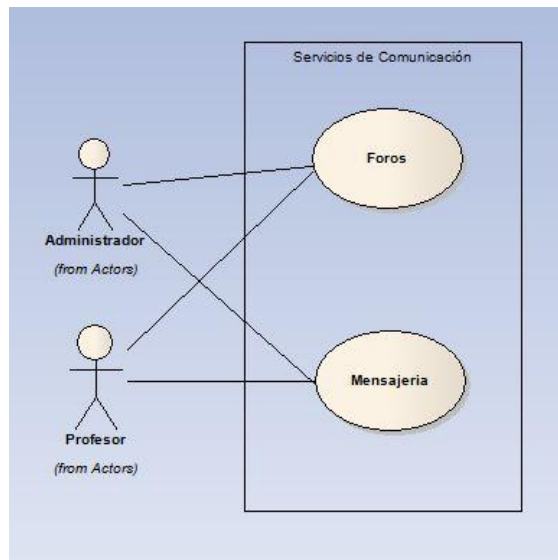 Servicios de Comunicación
Foros
Administrador
(from Actors)
Mensajeria
Profesor
(from Actors)